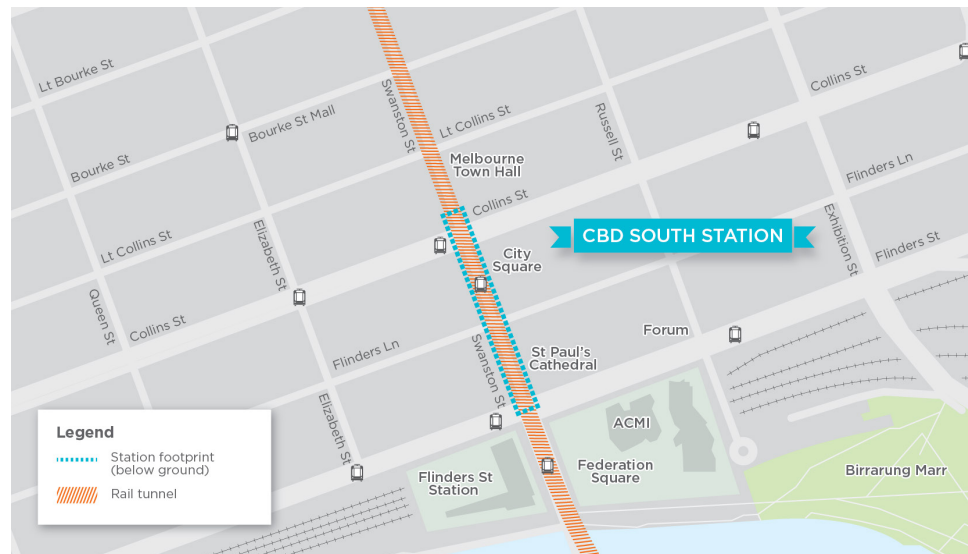 Lt Bourke St
Bourke St Mall
Swanston St
Lt Collins St
Russell St
Collins St
Bourke St
Melbourne
Town Hall
Flinders Ln
Collins St
Lt Collins St
Elizabeth St
CBD SOUTH STATION
Exhibition St
Flinders St
City
Square
Queen St
Collins St
Flinders Ln
Swanston St
St Paul's
Cathedral
Forum
Elizabeth St
ACMI
Legend
Station footprint
(below ground)
Rail tunnel
Flinders St
Station
Federation
Square
Birrarung Marr